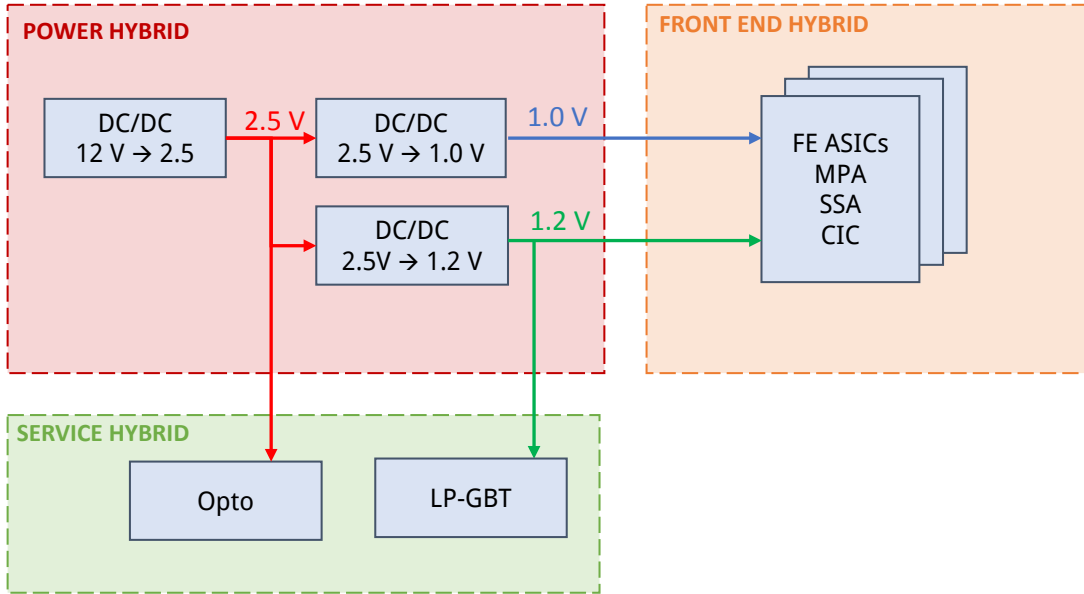 POWER HYBRID
FRONT END HYBRID
DC/DC
12 V → 2.5
2.5 V
DC/DC
2.5 V → 1.0 V
1.0 V
FE ASICs
MPA
SSA
CIC
DC/DC
2.5V → 1.2 V
1.2 V
SERVICE HYBRID
Opto
LP-GBT